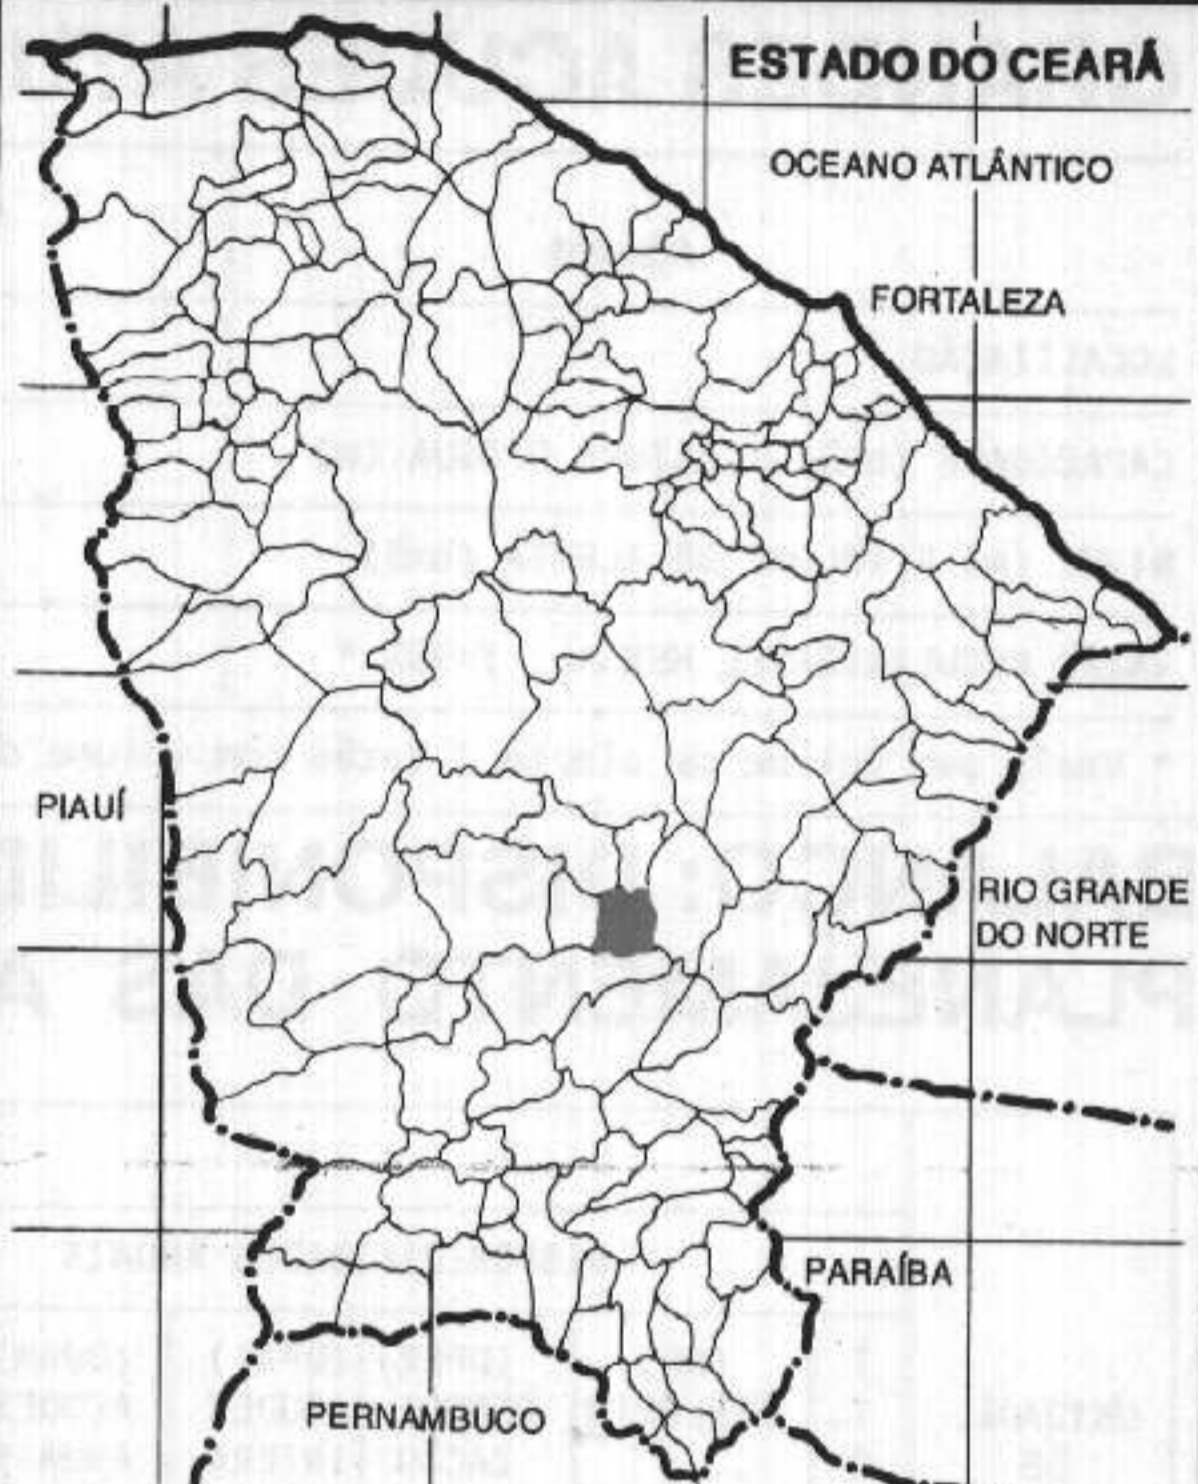 ESTADO DO CEARÁ
OCEANO ATLÂNTICO
FORTALEZA
PIAUÍ
RIO GRANDE
DO NORTE
PARAÍBA
PERNAMBUCO